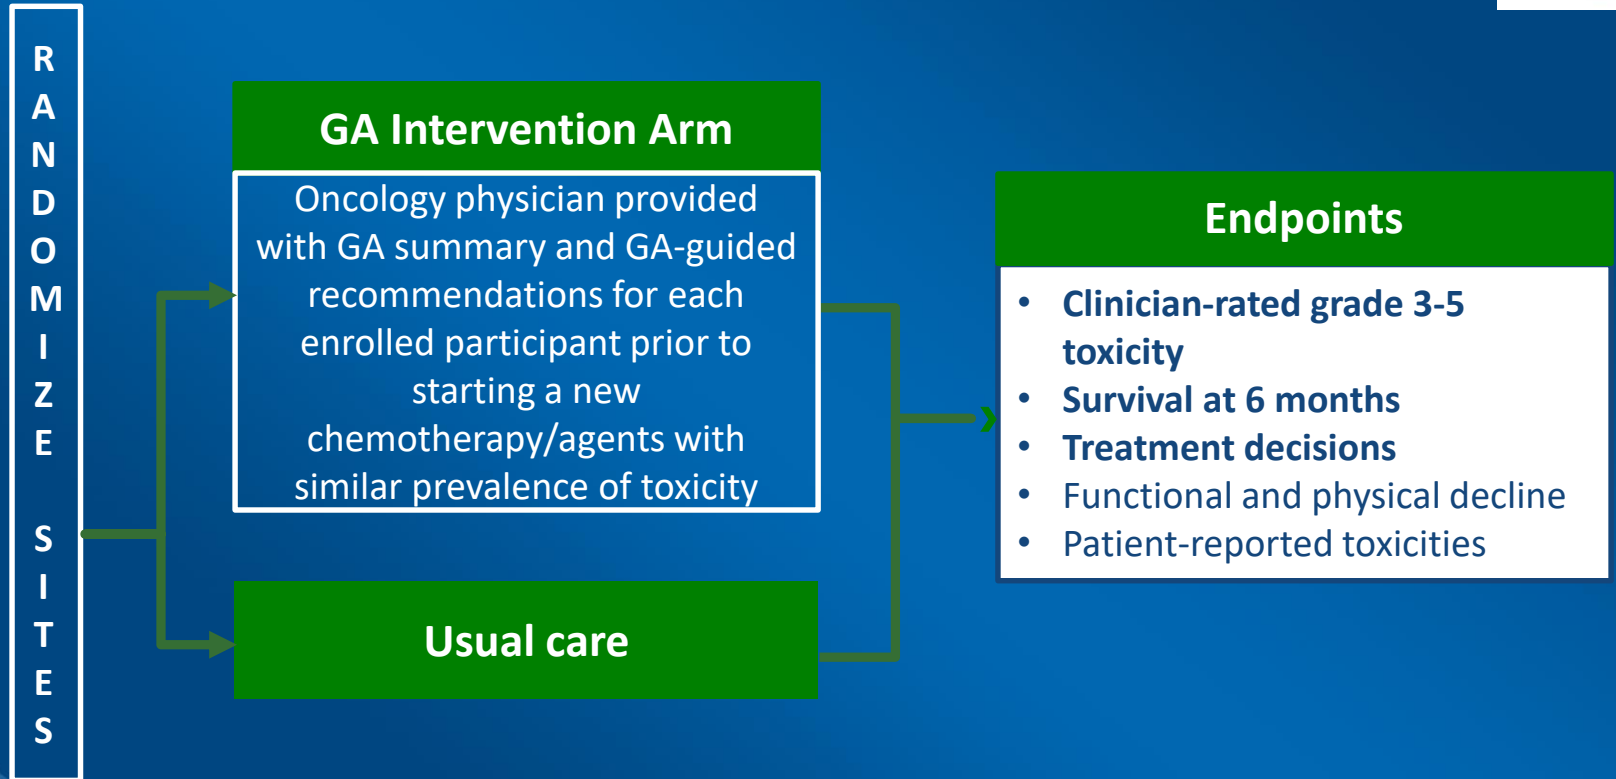 RANDOMIZE SITES
GA Intervention Arm
Oncology physician provided
with GA summary and GA-guided
recommendations for each
enrolled participant prior to
starting a new
chemotherapy/agents with
similar prevalence of toxicity
Usual care
Endpoints
• Clinician-rated grade 3-5
toxicity
• Survival at 6 months
• Treatment decisions
• Functional and physical decline
• Patient-reported toxicities